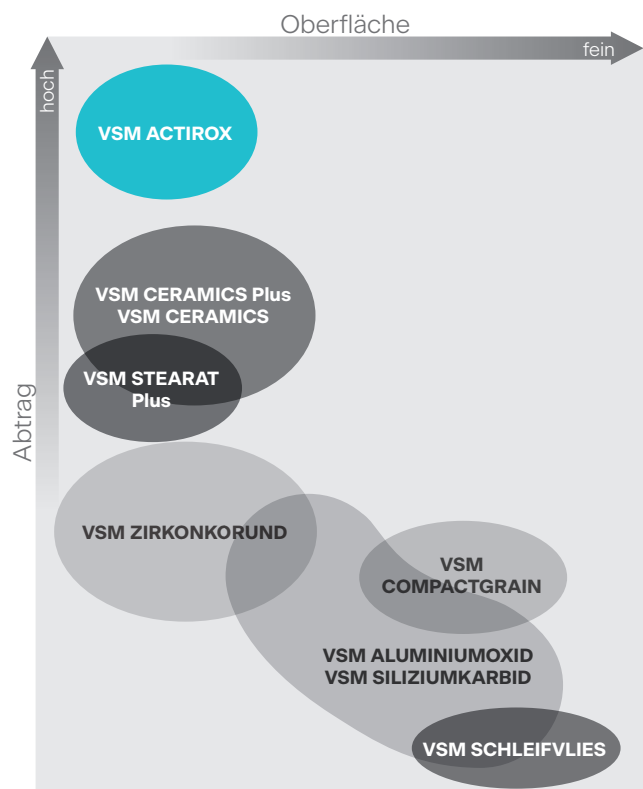 Oberfläche
fein
hoch
Abtrag
VSM ACTIROX
VSM CERAMICS Plus
VSM CERAMICS
VSM STEARAT
Plus
VSM ZIRKONKORUND
VSM
COMPACTGRAIN
VSM ALUMINIUMOXID
VSM SILIZIUMKARBID
VSM SCHLEIFVLIES